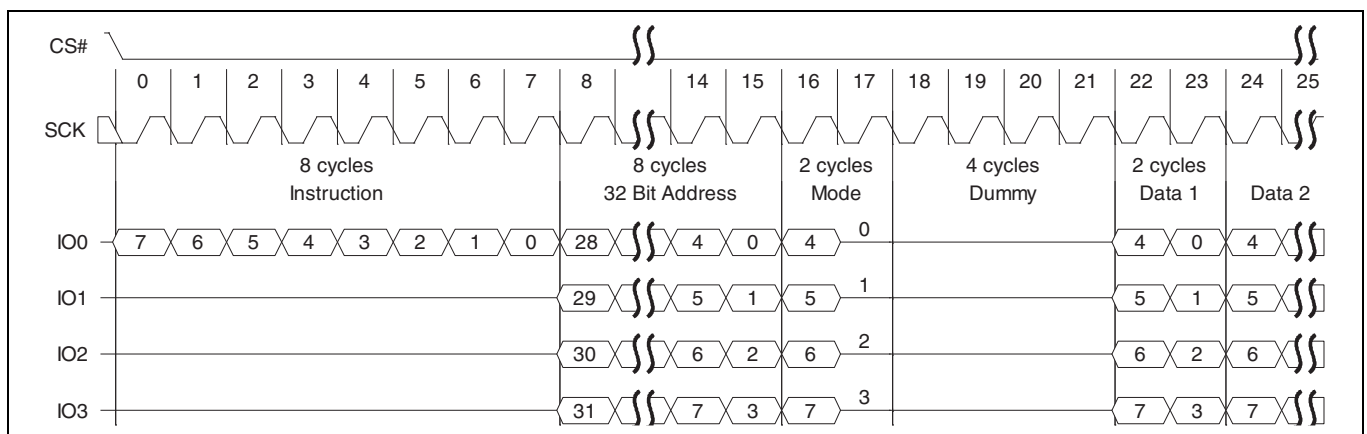 CS#
0 1 2 3 4 5 6 7 8 14 15 16 17 18 19 20 21 22 23 24 25
SCK
8 cycles 8 cycles 2 cycles 4 cycles 2 cycles
Instruction 32 Bit Address Mode Dummy Data 1 Data 2
IO0 7 6 5 4 3 2 1 0 28 4 0 4 0 4 0 4
IO1 29 5 1 5 1 5 1 5
IO2 30 6 2 6 2 6 2 6
IO3 31 7 3 7 3 7 3 7